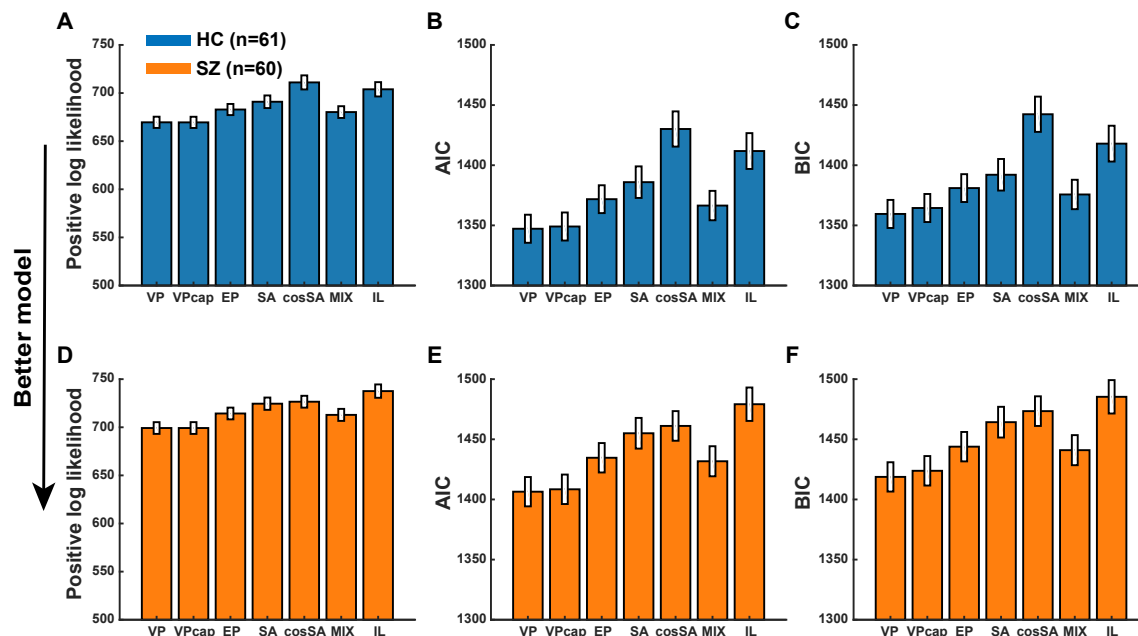 A
HC (n=61)
SZ (n=60)
Positive log likelihood
750
700
650
600
550
500
VP VPcap EP SA cosSA MIX IL
B
AIC
1500
1450
1400
1350
1300
VP VPcap EP SA cosSA MIX IL
C
BIC
1500
1450
1400
1350
1300
VP VPcap EP SA cosSA MIX IL
Better model
D
Positive log likelihood
750
700
650
600
550
500
VP VPcap EP SA cosSA MIX IL
E
AIC
1500
1450
1400
1350
1300
VP VPcap EP SA cosSA MIX IL
F
BIC
1500
1450
1400
1350
1300
VP VPcap EP SA cosSA MIX IL